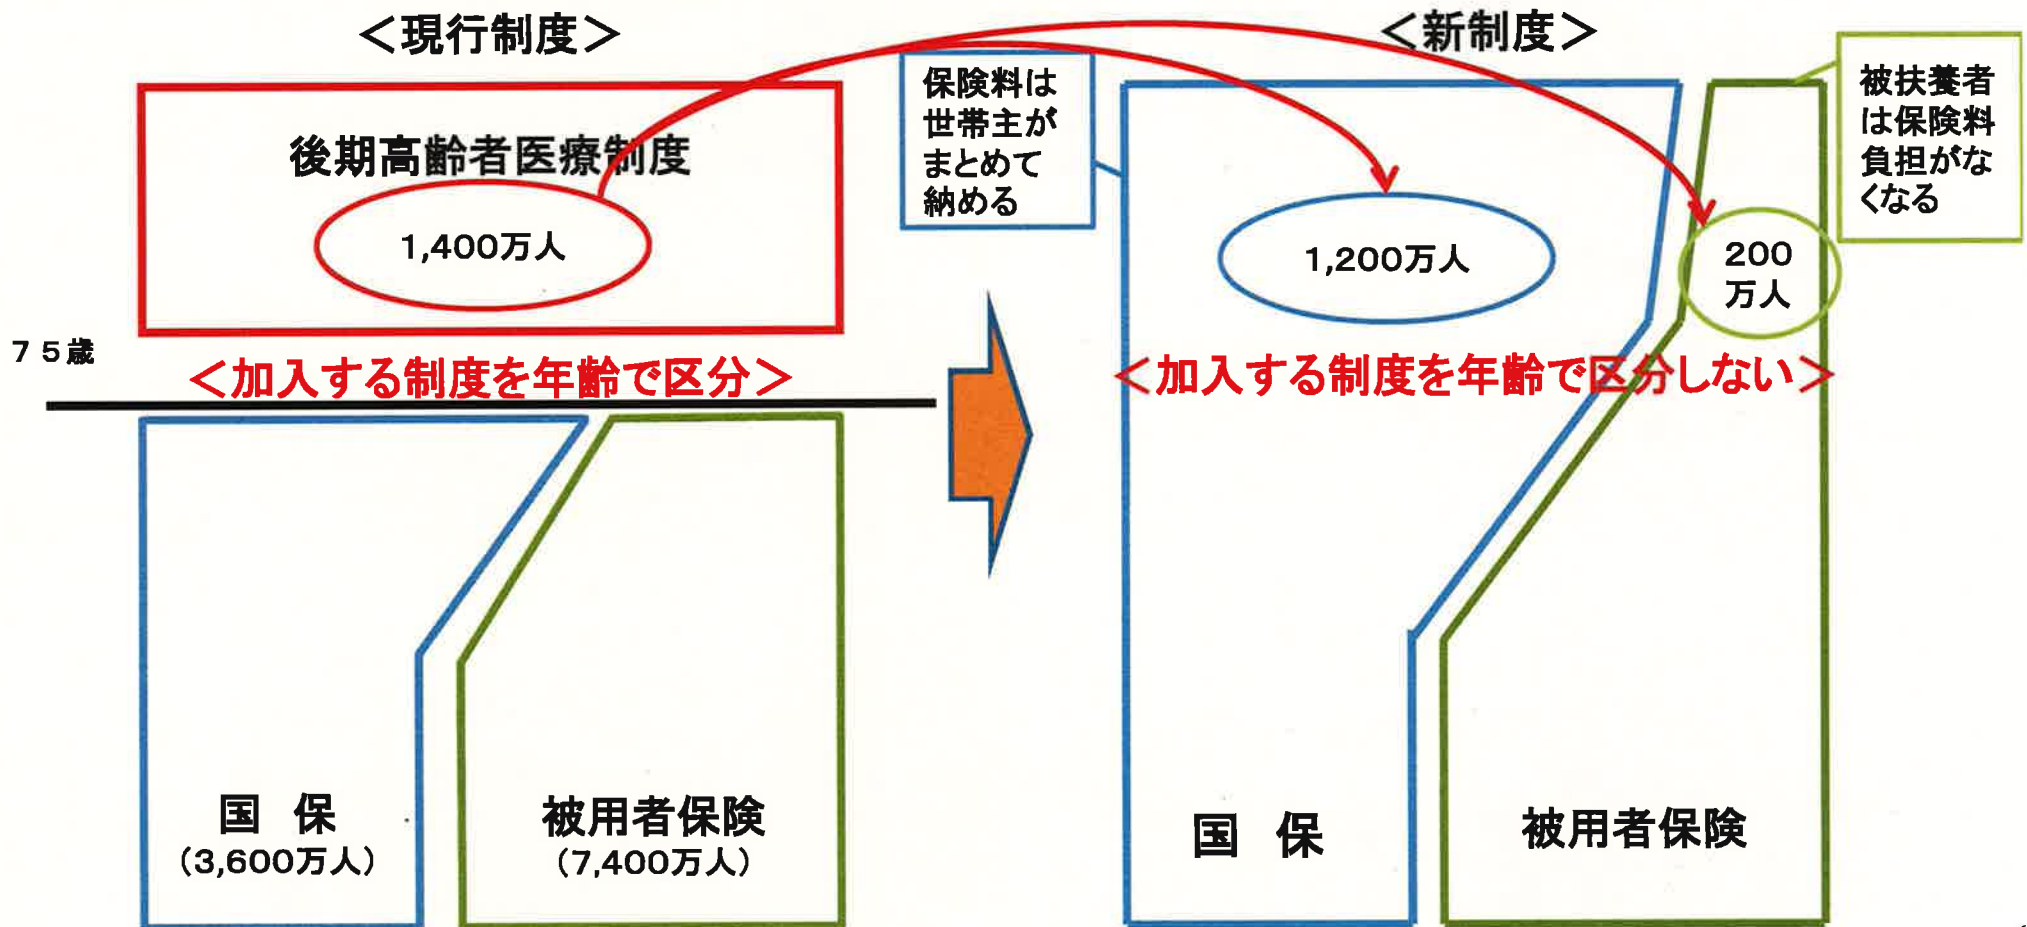 ＜現行制度＞
後期高齢者医療制度
1,400万人
75歳
＜加入する制度を年齢で区分＞
国 保
（3,600万人）
被用者保険
（7,400万人）
＜新制度＞
保険料は
世帯主が
まとめて
納める
被扶養者
は保険料
負担がな
くなる
1,200万人
200
万人
＜加入する制度を年齢で区分しない＞
国 保
被用者保険